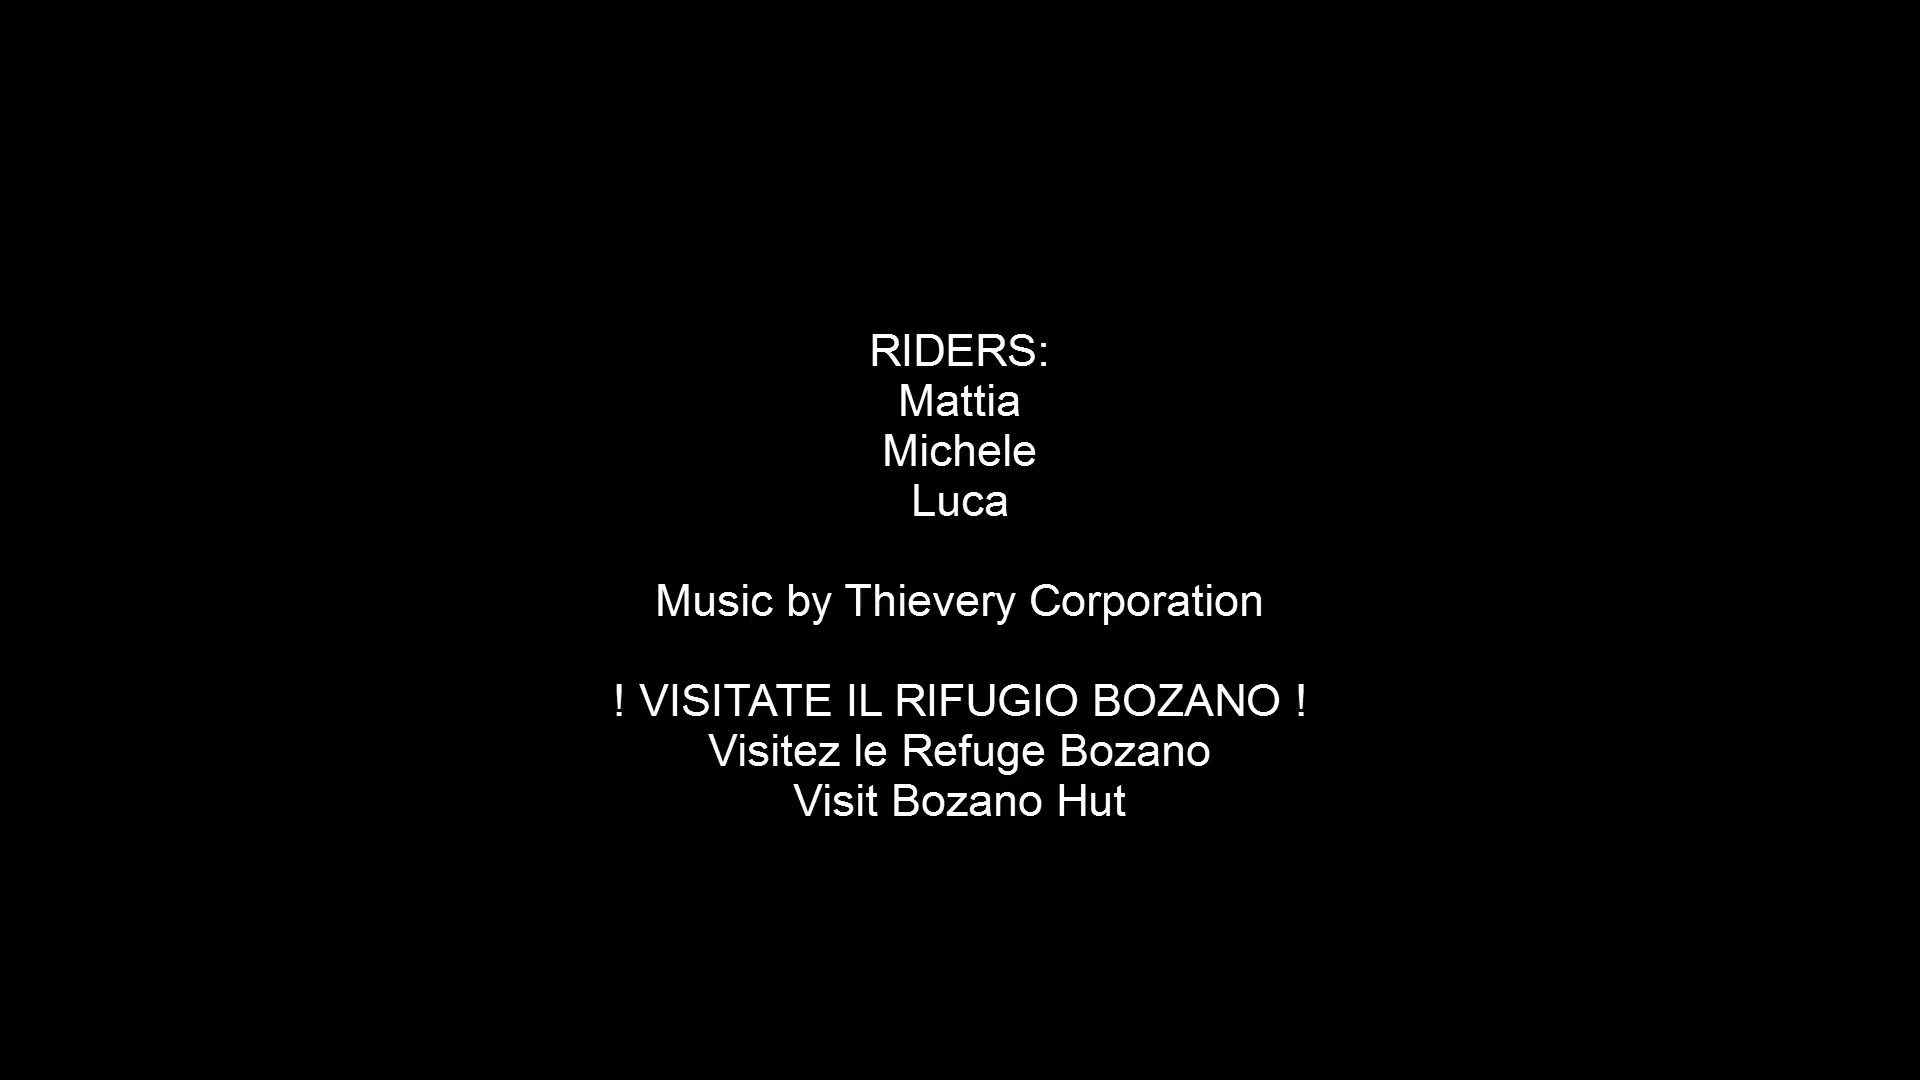 RIDERS:
Mattia
Michele
Luca
Music by Thievery Corporation
! VISITATE IL RIFUGIO BOZANO !
Visitez le Refuge Bozano
Visit Bozano Hut